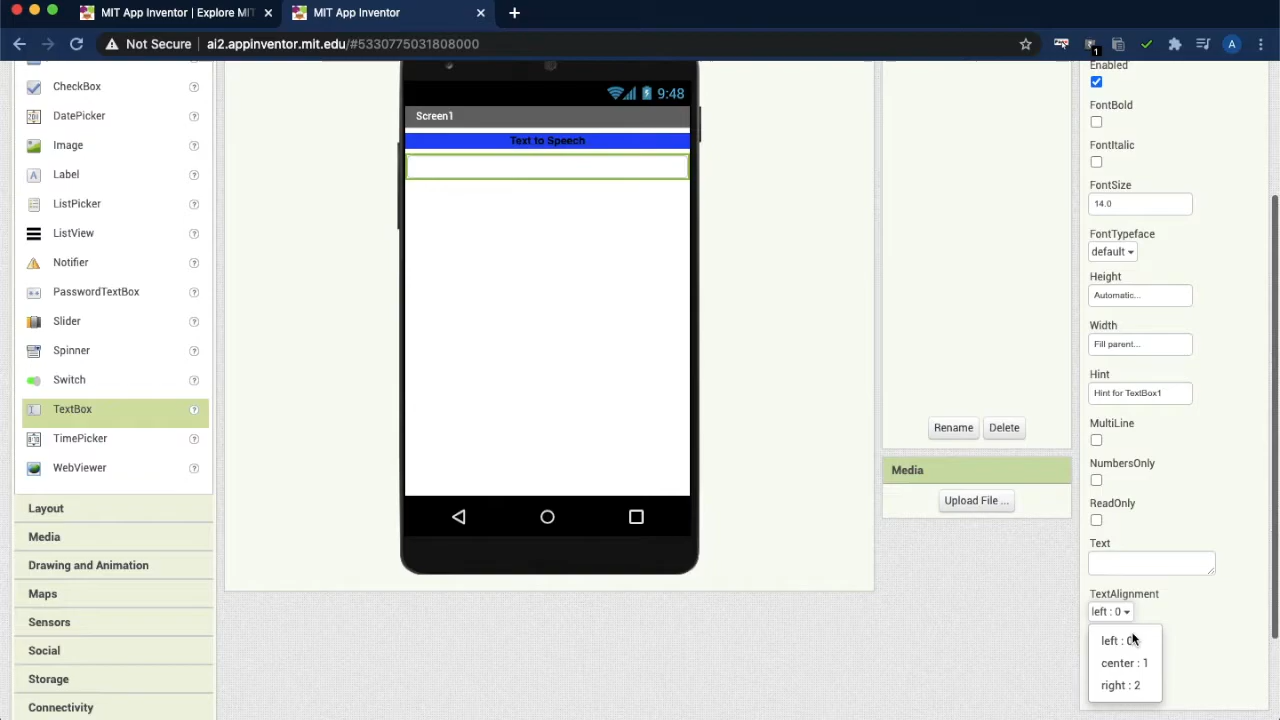 MIT App Inventor | Explore MIT
MIT App Inventor
Not Secure
ai2.appinventor.mit.edu/#5330775031808000
1
A
CheckBox
DatePicker
Image
Label
ListPicker
ListView
Notifier
PasswordTextBox
Slider
Spinner
Switch
TextBox
TimePicker
WebViewer
Layout
Media
Drawing and Animation
Maps
Sensors
Social
Storage
Connectivity
9:48
Screen1
Text to Speech
Rename
Delete
Media
Upload File ...
Enabled
FontBold
FontItalic
FontSize
14.0
FontTypeface
default
Height
Automatic...
Width
Fill parent...
Hint
Hint for TextBox1
MultiLine
NumbersOnly
ReadOnly
Text
TextAlignment
left : 0
left : 0
center : 1
right : 2